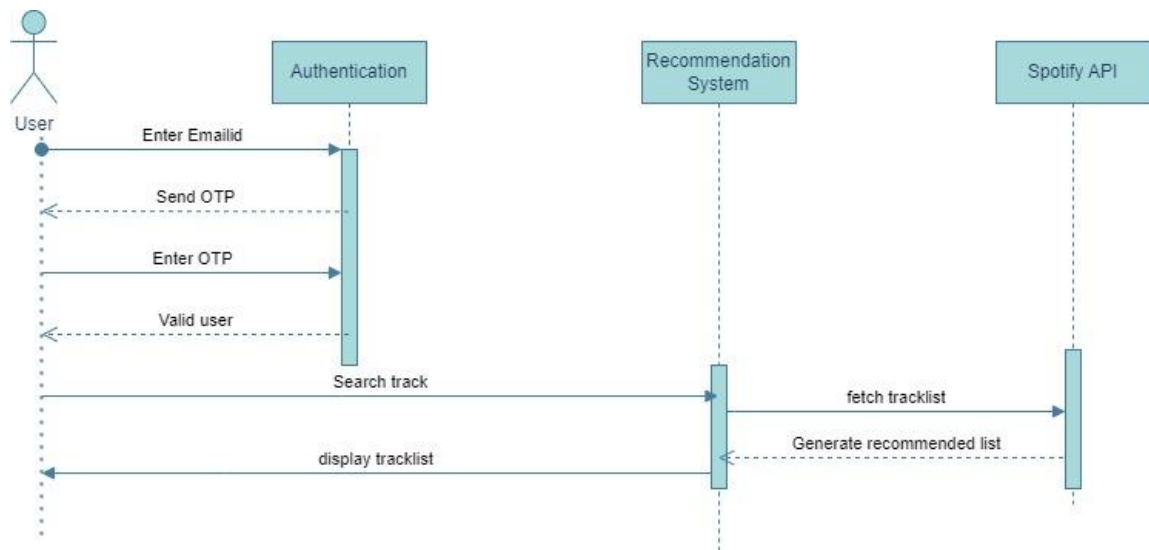 Authentication
Recommendation
System
Spotify API
User
Enter Emailid
Send OTP
Enter OTP
Valid user
Search track
fetch tracklist
Generate recommended list
display tracklist